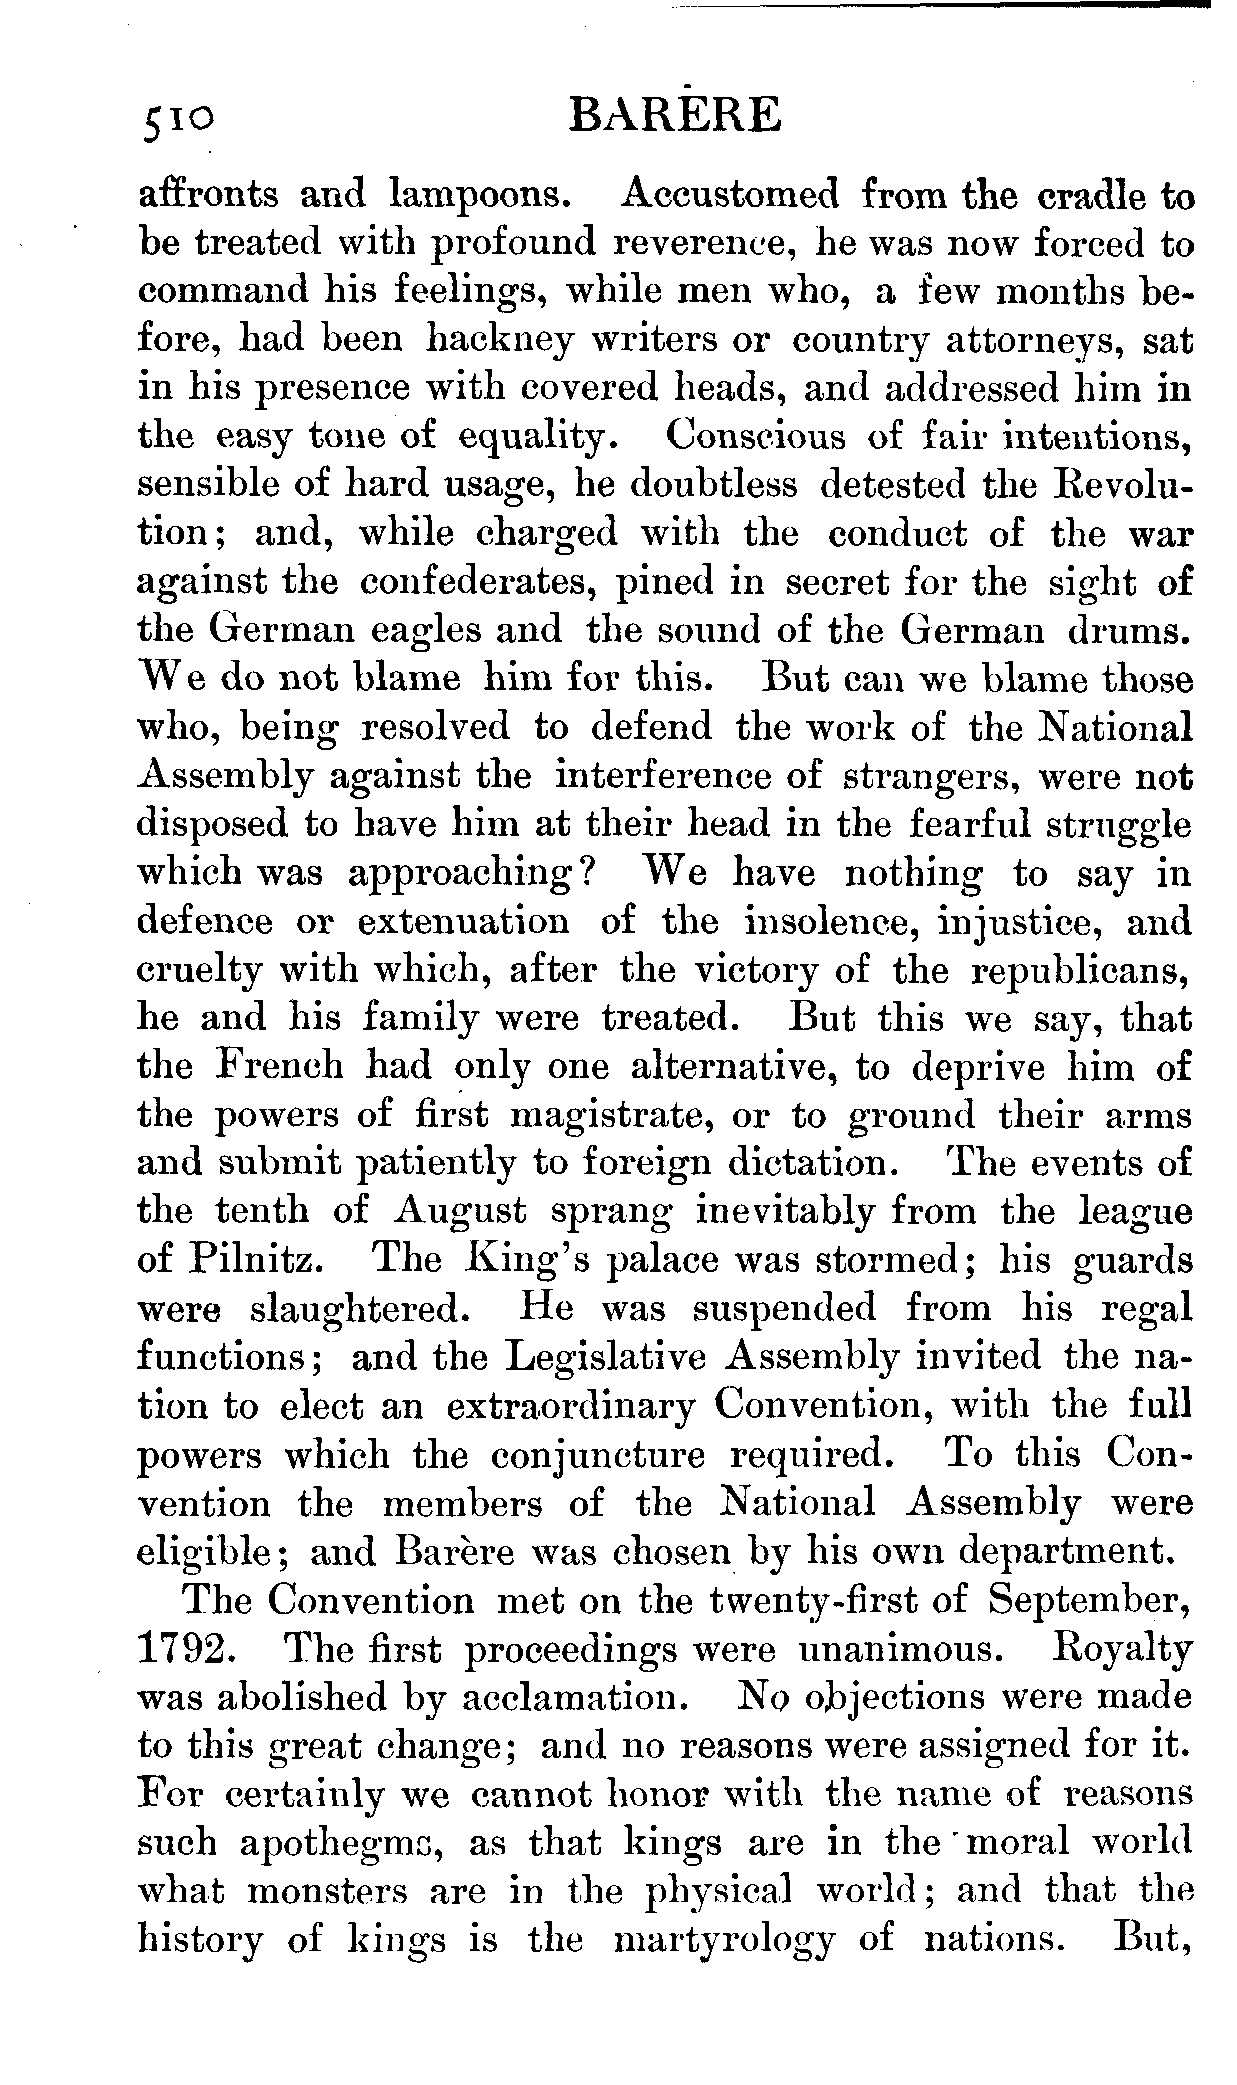 510 BARÈRE
affronts and lampoons. Accustomed from the cradle to
be treated with profound reverence, he was now forced to
command his feelings, while men who, a few months be-
fore, had been hackney writers or country attorneys, sat
in his presence with covered heads, and addressed him in
the easy tone of equality. Conscious of fair intentions,
sensible of hard usage, he doubtless detested the Revolu-
tion; and, while charged with the conduct of the war
against the confederates, pined in secret for the sight of
the German eagles and the sound of the German drums.
We do not blame him for this. But can we blame those
who, being resolved to defend the work of the National
Assembly against the interference of strangers, were not
disposed to have him at their head in the fearful struggle
which was approaching? We have nothing to say in
defence or extenuation of the insolence, injustice, and
cruelty with which, after the victory of the republicans,
he and his family were treated. But this we say, that
the French had only one alternative, to deprive him of
the powers of first magistrate, or to ground their arms
and submit patiently to foreign dictation. The events of
the tenth of August sprang inevitably from the league
of Pilnitz. The King's palace was stormed; his guards
were slaughtered. He was suspended from his regal
functions; and the Legislative Assembly invited the na-
tion to elect an extraordinary Convention, with the full
powers which the conjuncture required. To this Con-
vention the members of the National Assembly were
eligible; and Barère was chosen by his own department.
The Convention met on the twenty-first of September,
1792. The first proceedings were unanimous. Royalty
was abolished by acclamation. No objections were made
to this great change; and no reasons were assigned for it.
For certainly we cannot honor with the name of reasons
such apothegms, as that kings are in the moral world
what monsters are in the physical world; and that the
history of kings is the martyrology of nations. But,